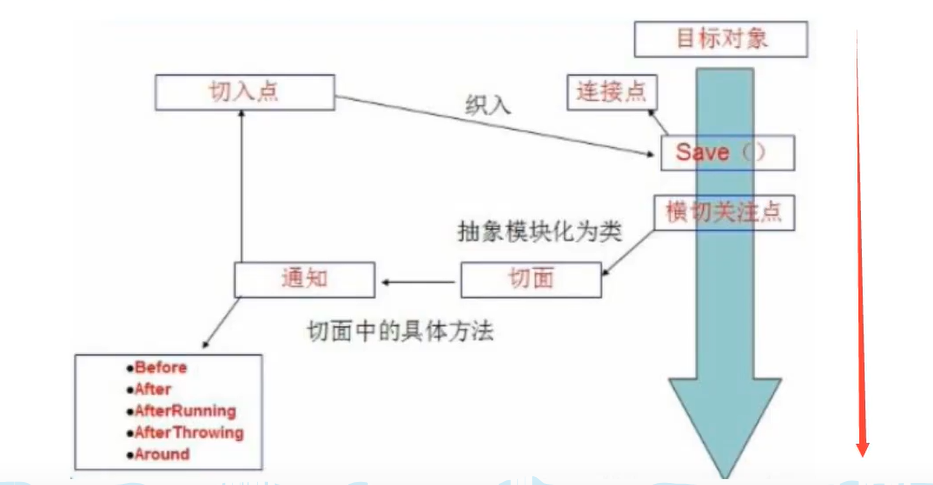 目标对象
切入点
连接点
织入
Save（）
横切关注点
抽象模块化为类
通知
切面
切面中的具体方法
●Before
●After
●AfterRunning
●AfterThrowing
●Around